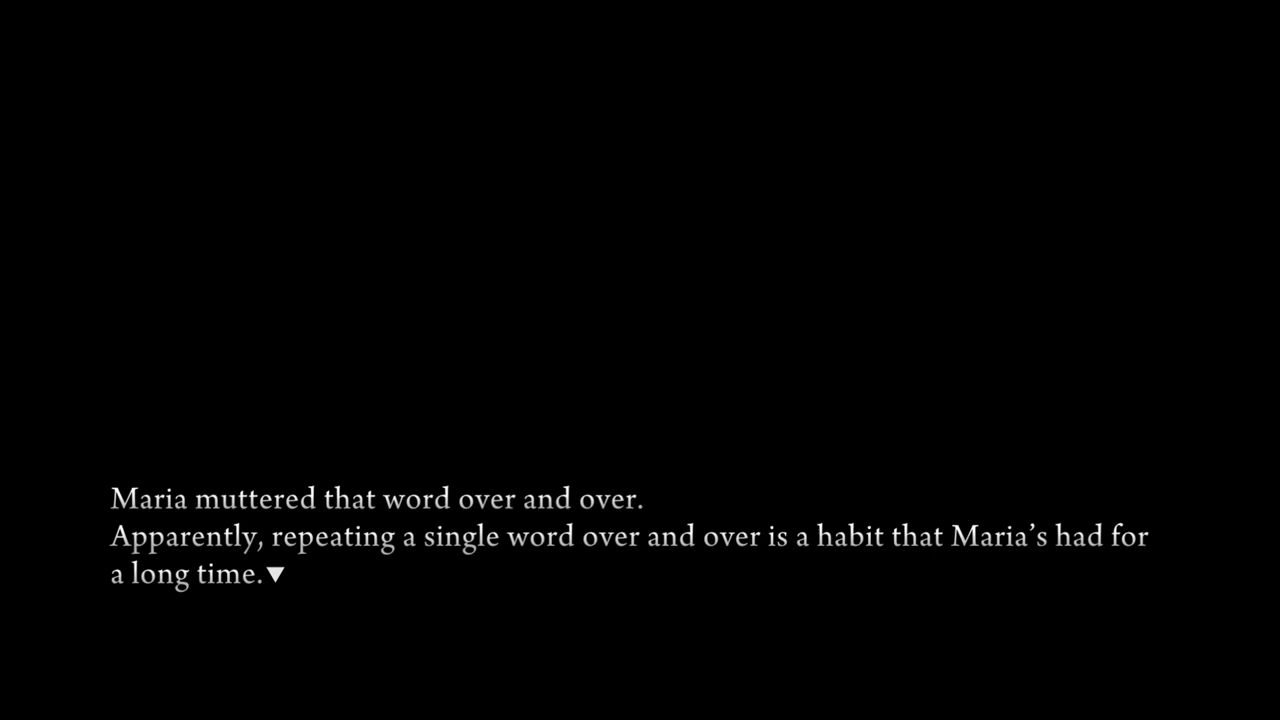 Maria muttered that word over and over.
Apparently, repeating a single word over and over is a habit that Maria’s had for
a long time.▼